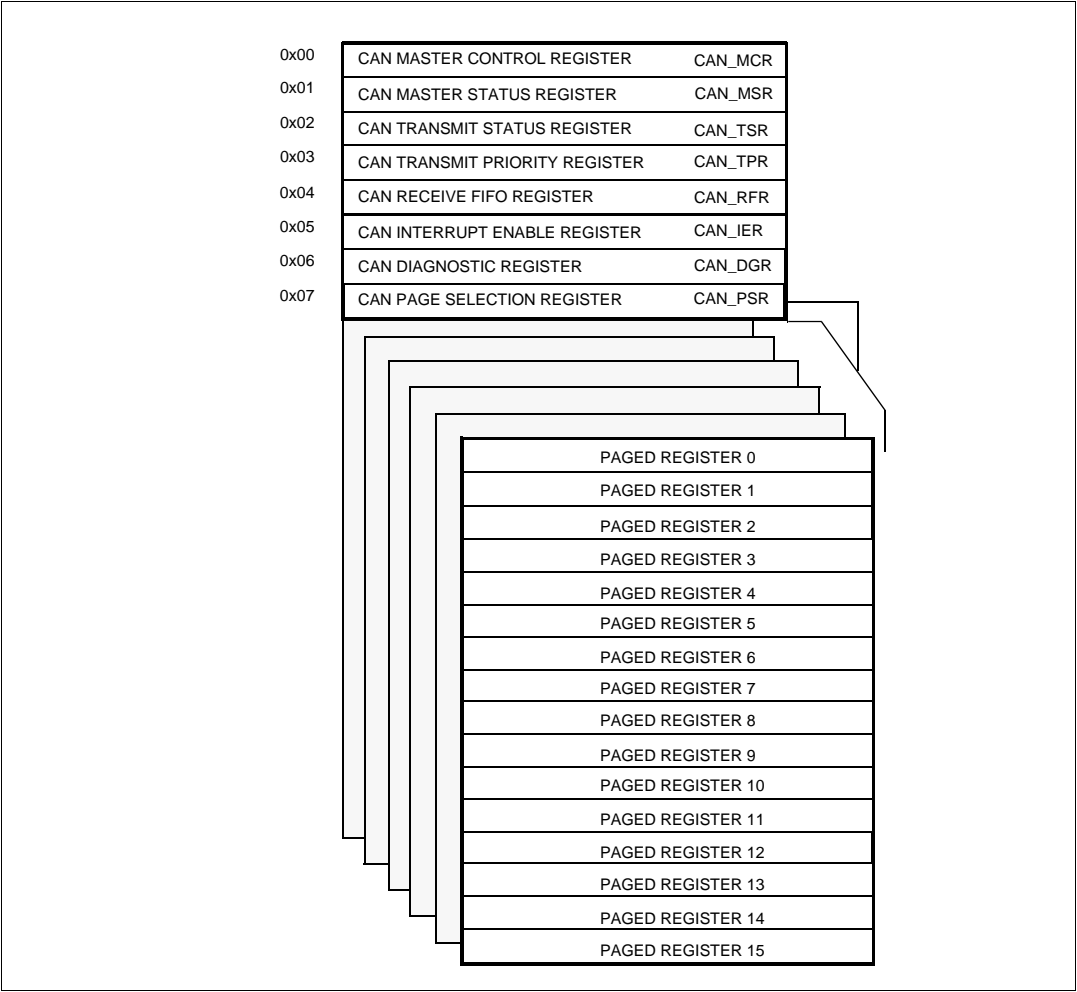 0x00 CAN MASTER CONTROL REGISTER CAN_MCR
0x01 CAN MASTER STATUS REGISTER CAN_MSR
0x02 CAN TRANSMIT STATUS REGISTER CAN_TSR
0x03 CAN TRANSMIT PRIORITY REGISTER CAN_TPR
0x04 CAN RECEIVE FIFO REGISTER CAN_RFR
0x05 CAN INTERRUPT ENABLE REGISTER CAN_IER
0x06 CAN DIAGNOSTIC REGISTER CAN_DGR
0x07 CAN PAGE SELECTION REGISTER CAN_PSR
PAGED REGISTER 0
PAGED REGISTER 1
PAGED REGISTER 2
PAGED REGISTER 3
PAGED REGISTER 4
PAGED REGISTER 5
PAGED REGISTER 6
PAGED REGISTER 7
PAGED REGISTER 8
PAGED REGISTER 9
PAGED REGISTER 10
PAGED REGISTER 11
PAGED REGISTER 12
PAGED REGISTER 13
PAGED REGISTER 14
PAGED REGISTER 15